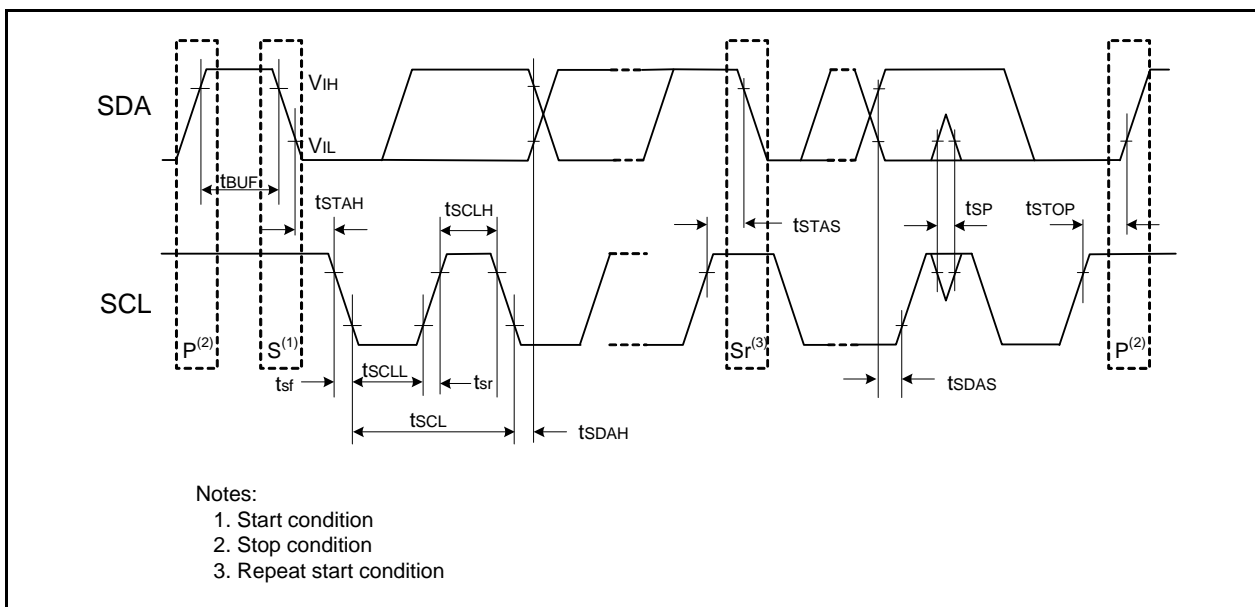 SDA
VIH
VIL
tBUF
tSTAH
tSCLH
tSTAS
tSP
tSTOP
SCL
P(2)
S(1)
Sr(3)
P(2)
tsf
tSCLL
tsr
tSDAS
tSCL
tSDAH
Notes:
1. Start condition
2. Stop condition
3. Repeat start condition